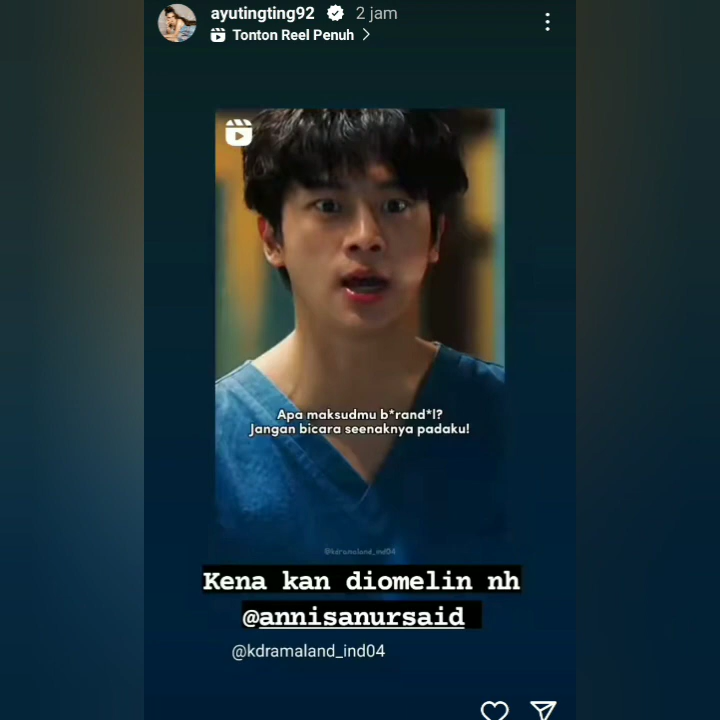 ayutingting92 2 jam
Tonton Reel Penuh
Apa maksudmu b*rand*l?
Jangan bicara seenaknya padaku!
@kdramaland_ind04
Kena kan diomelin nh
@annisanursaid
@kdramaland_ind04